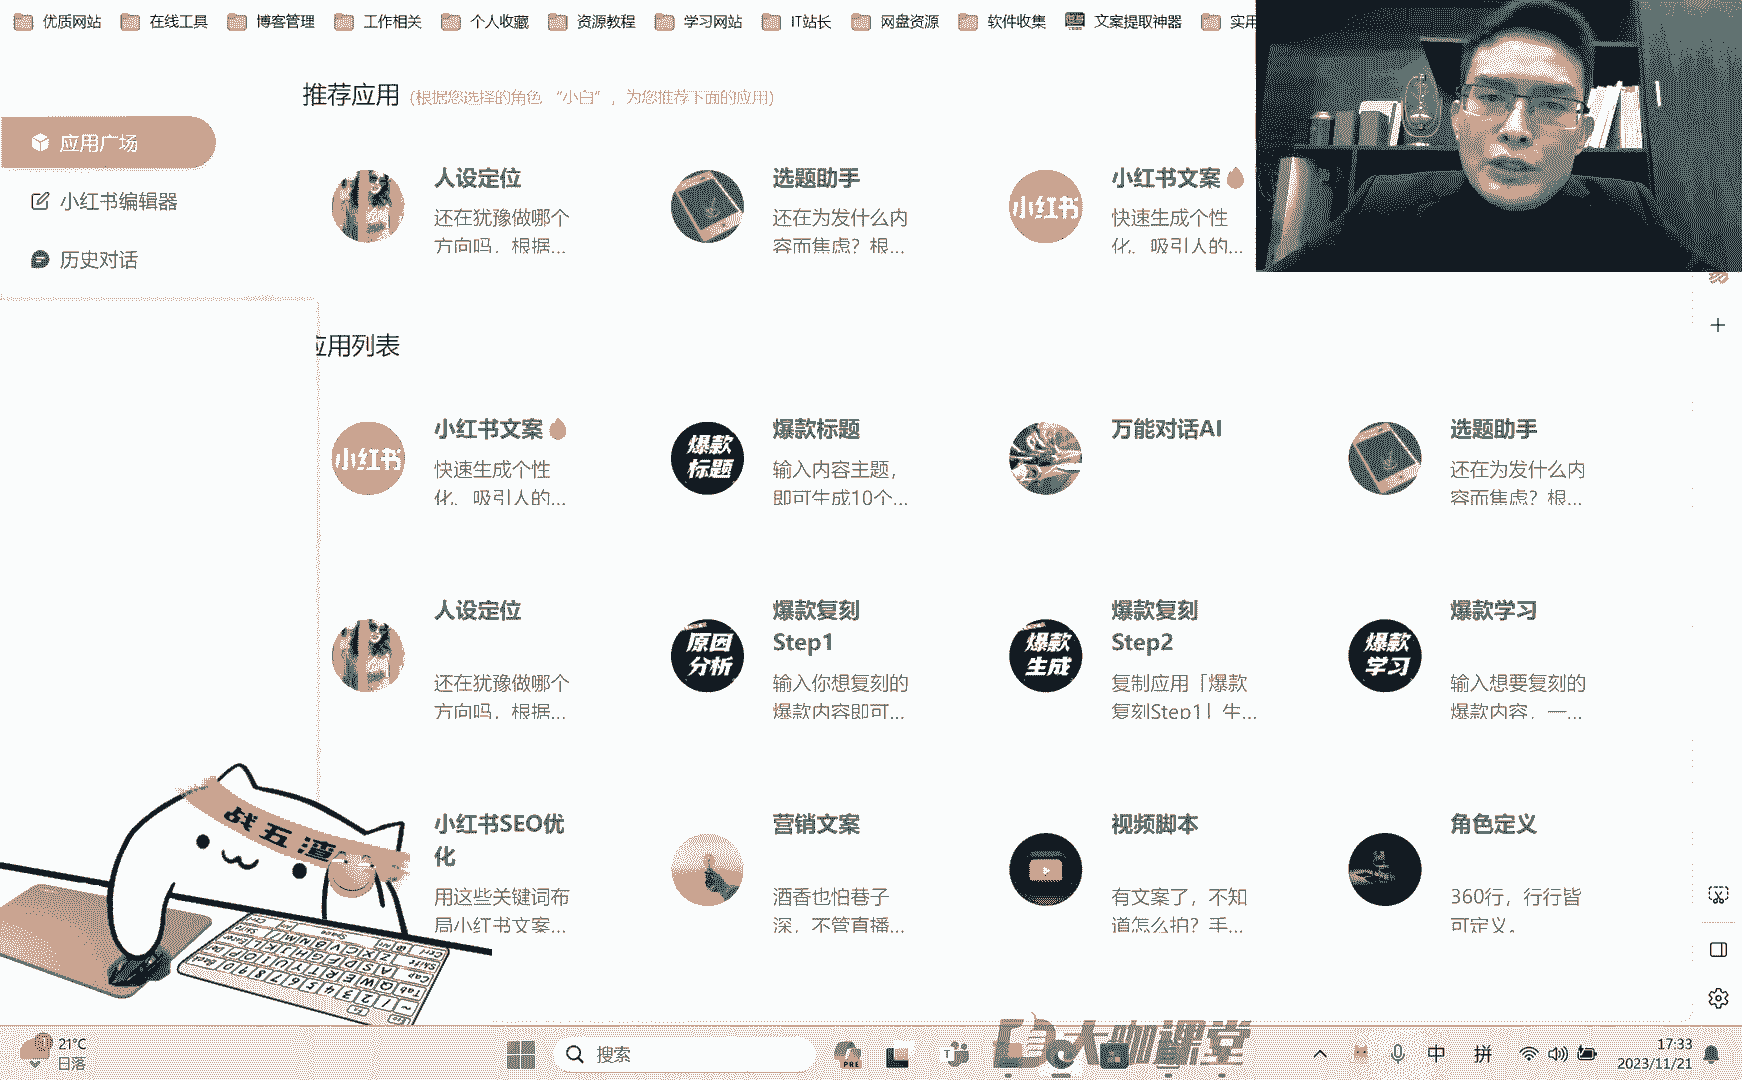 优质网站 在线工具 博客管理 工作相关 个人收藏 资源教程 学习网站 IT站长 网盘资源 软件收集 文案提取神器 实用
推荐应用 (根据您选择的角色 “小白”，为您推荐下面的应用)
应用广场
小红书编辑器
历史对话
人设定位
还在犹豫做哪个
方向吗，根据...
选题助手
还在为发什么内
容而焦虑？根...
小红书
小红书文案
快速生成个性
化、吸引人的...
应用列表
小红书
小红书文案
快速生成个性
化、吸引人的...
爆款
标题
爆款标题
输入内容主题，
即可生成10个...
万能对话AI
选题助手
还在为发什么内
容而焦虑？根...
人设定位
还在犹豫做哪个
方向吗，根据...
原因
分析
爆款复刻
Step1
输入你想复刻的
爆款内容即可...
爆款
生成
爆款复刻
Step2
复制应用「爆款
复刻Step1」生...
爆款
学习
爆款学习
输入想要复刻的
爆款内容，一...
小红书SEO优
化
用这些关键词布
局小红书文案...
营销文案
酒香也怕巷子
深，不管直播...
视频脚本
有文案了，不知
道怎么拍？手...
角色定义
360行，行行皆
可定义。
战五渣
21°C
日落
搜索
大咖课堂
中 拼
17:33
2023/11/21